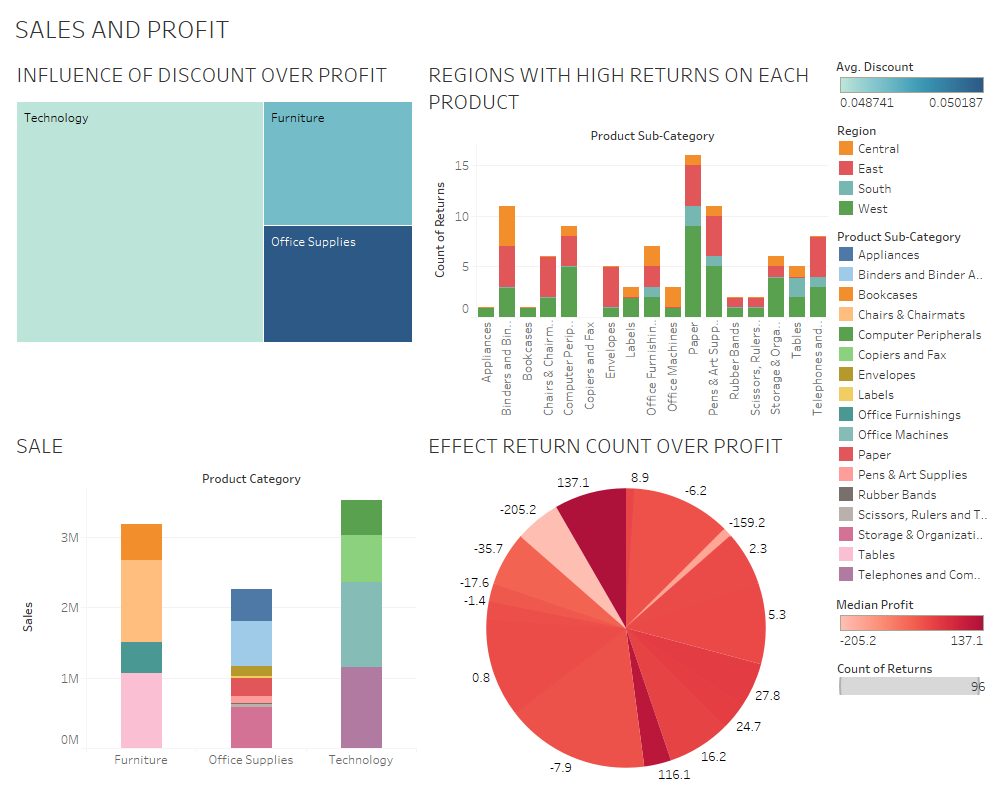 SALES AND PROFIT
INFLUENCE OF DISCOUNT OVER PROFIT
Technology
Furniture
Office Supplies
REGIONS WITH HIGH RETURNS ON EACH
PRODUCT
Product Sub-Category
Count of Returns
15
10
5
0
Appliances
Binders and Bin..
Bookcases
Chairs & Chairm..
Computer Perip..
Copiers and Fax
Envelopes
Labels
Office Furnishin..
Office Machines
Paper
Pens & Art Supp..
Rubber Bands
Scissors, Rulers..
Storage & Orga..
Tables
Telephones and..
Avg. Discount
0.048741 0.050187
Region
Central
East
South
West
Product Sub-Category
Appliances
Binders and Binder A..
Bookcases
Chairs & Chairmats
Computer Peripherals
Copiers and Fax
Envelopes
Labels
Office Furnishings
Office Machines
Paper
Pens & Art Supplies
Rubber Bands
Scissors, Rulers and T..
Storage & Organizati..
Tables
Telephones and Com..
Median Profit
-205.2 137.1
Count of Returns
96
SALE
Product Category
Sales
3M
2M
1M
0M
Furniture
Office Supplies
Technology
EFFECT RETURN COUNT OVER PROFIT
8.9
-6.2
-159.2
2.3
5.3
27.8
24.7
16.2
116.1
-7.9
0.8
-1.4
-17.6
-35.7
-205.2
137.1